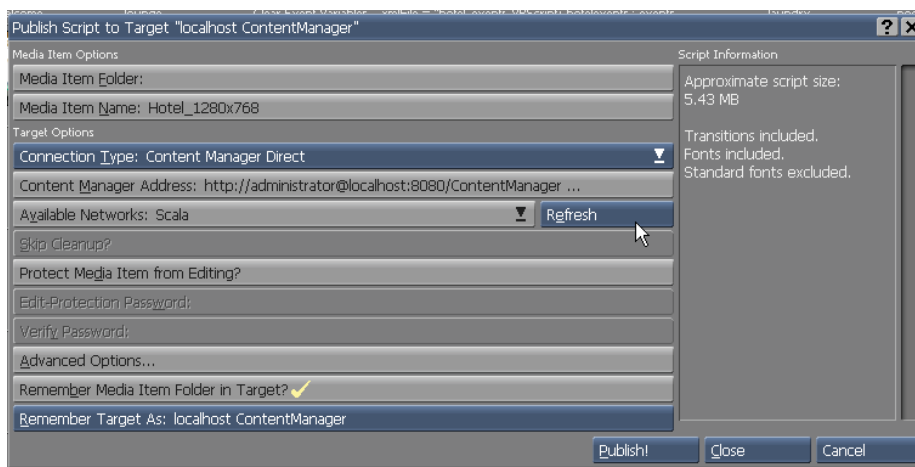 Publish Script to Target "localhost ContentManager"
Media Item Options
Script Information
Media Item Folder:
Approximate script size:
5.43 MB
Media Item Name: Hotel_1280x768
Target Options
Transitions included.
Fonts included.
Standard fonts excluded.
Connection Type: Content Manager Direct
Content Manager Address: http://administrator@localhost:8080/ContentManager ...
Available Networks: Scala
Refresh
Skip Cleanup?
Protect Media Item from Editing?
Edit-Protection Password:
Verify Password:
Advanced Options...
Remember Media Item Folder in Target?
Remember Target As: localhost ContentManager
Publish!
Close
Cancel